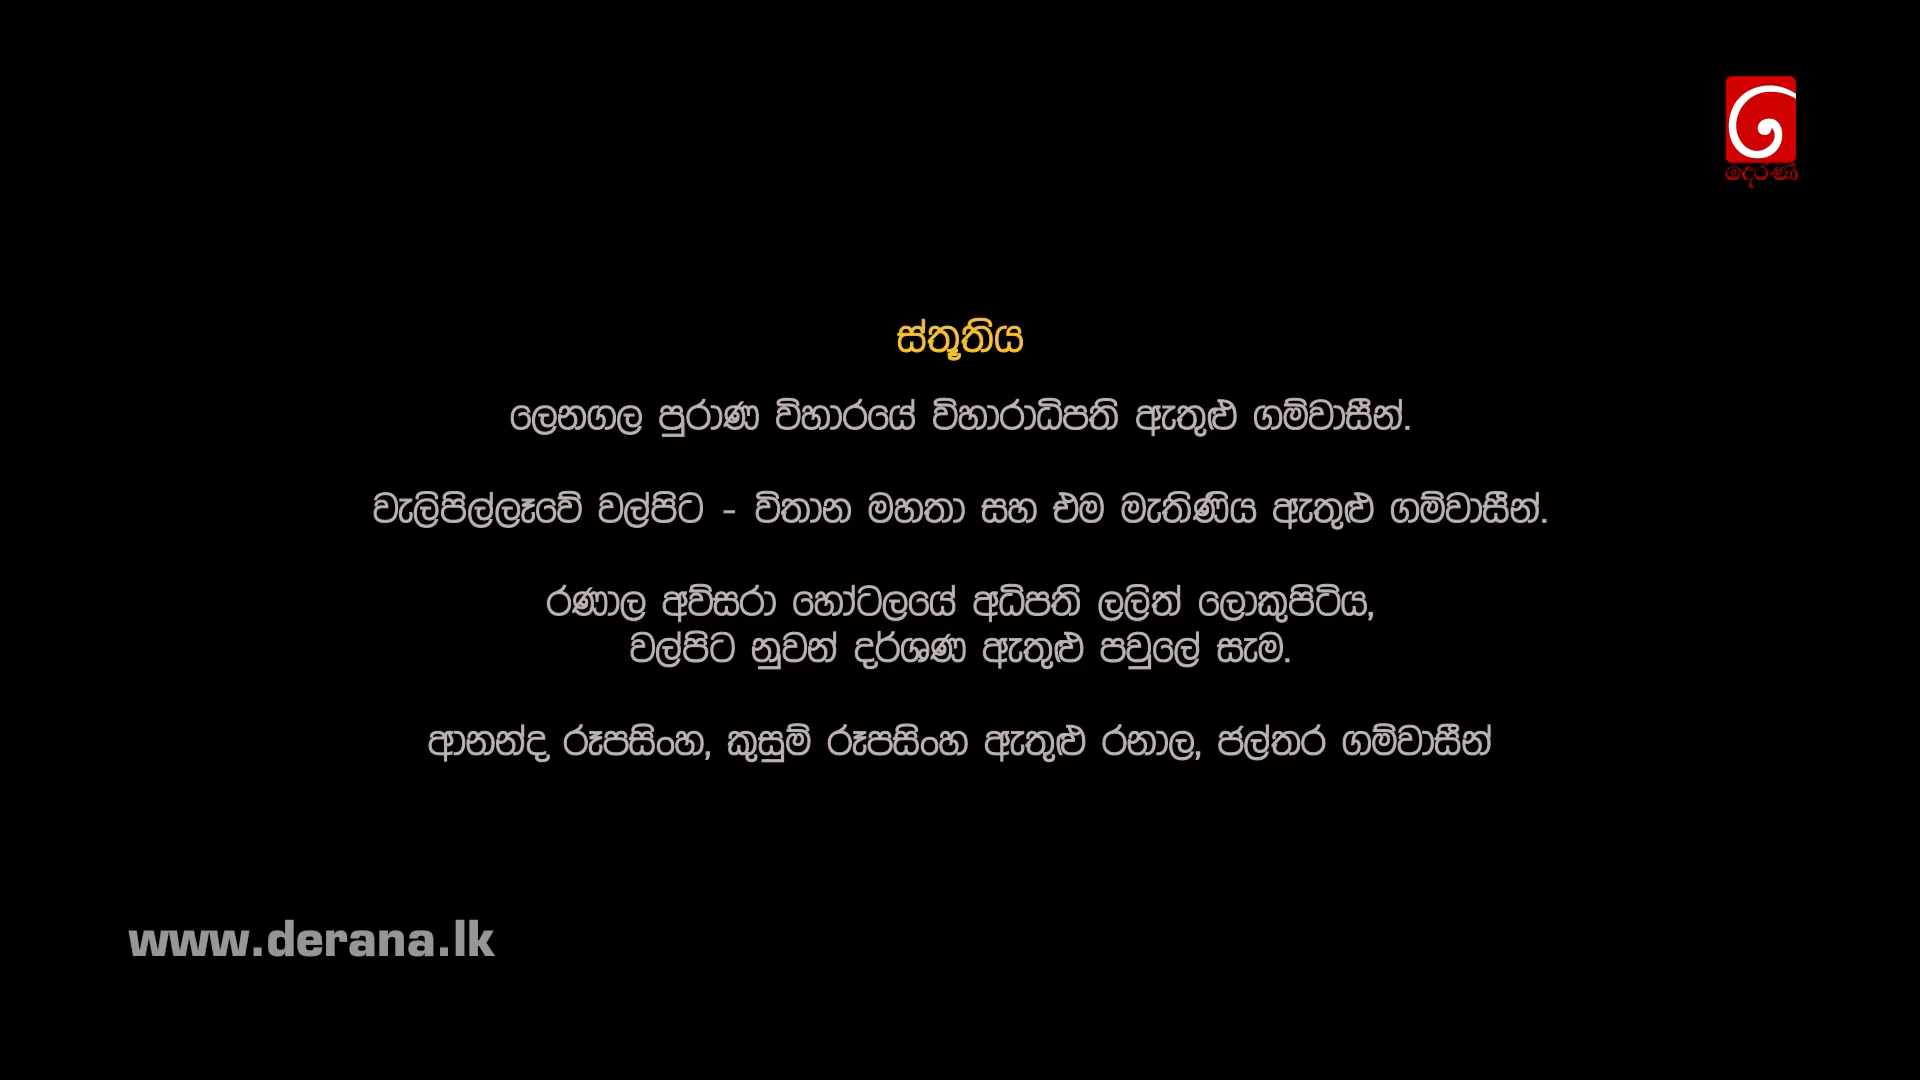 දෙරණ
ස්තූතිය
ලෙනගල පුරාණ විහාරයේ විහාරාධිපති ඇතුළු ගම්වාසීන්.
වැලිපිල්ලෑවේ වල්පිට - විතාන මහතා සහ එම මැතිණිය ඇතුළු ගම්වාසීන්.
රණාල අව්සරා හෝටලයේ අධිපති ලලිත් ලොකුපිටිය,
වල්පිට නුවන් දර්ශණ ඇතුළු පවුලේ සැම.
ආනන්ද රූපසිංහ, කුසුම් රූපසිංහ ඇතුළු රනාල, ජල්තර ගම්වාසීන්
www.derana.lk